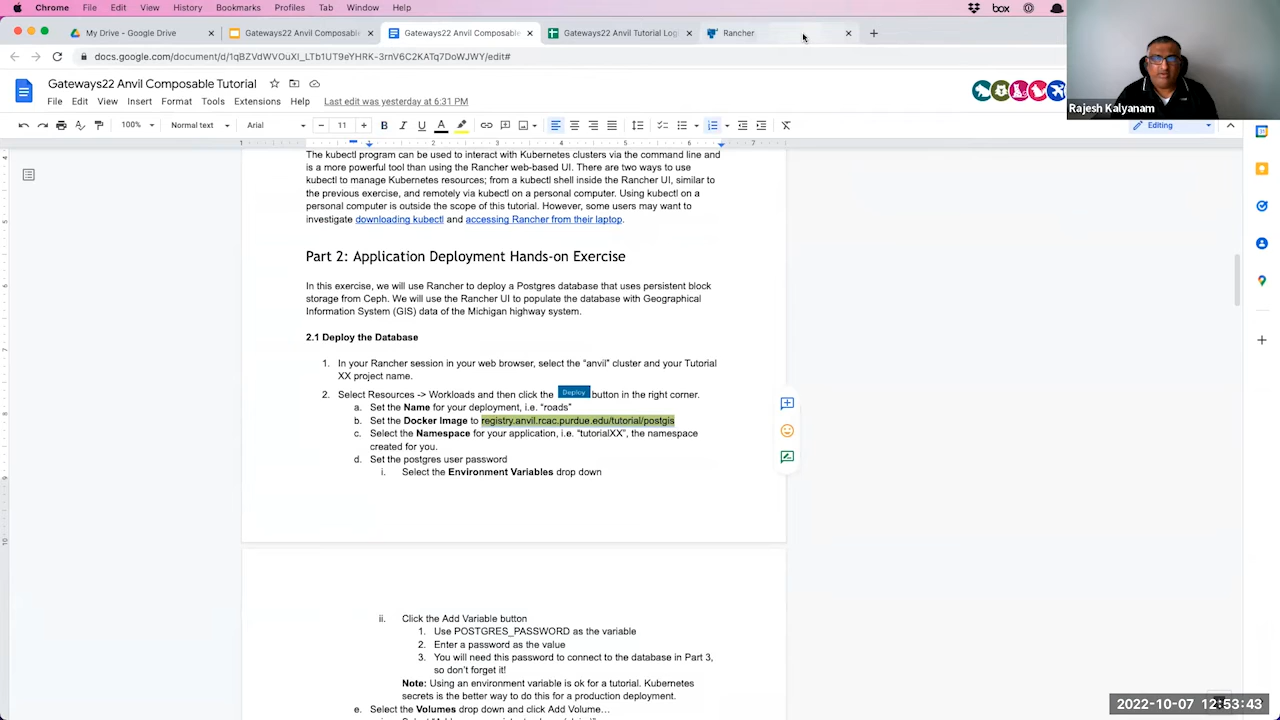 Chrome File Edit View History Bookmarks Profiles Tab Window Help
box
My Drive - Google Drive
Gateways22 Anvil Composable
Gateways22 Anvil Composable
Gateways22 Anvil Tutorial Log
Rancher
docs.google.com/document/d/1qBZVdWVOuXl_LTb1UT9eYHRK-3rnV6C2KATq7DoWJWY/edit#
Gateways22 Anvil Composable Tutorial
File Edit View Insert Format Tools Extensions Help Last edit was yesterday at 6:31 PM
Rajesh Kalyanam
100% Normal text Arial 11 B I U A
Editing
The kubectl program can be used to interact with Kubernetes clusters via the command line and
is a more powerful tool than using the Rancher web-based UI. There are two ways to use
kubectl to manage Kubernetes resources; from a kubectl shell inside the Rancher UI, similar to
the previous exercise, and remotely via kubectl on a personal computer. Using kubectl on a
personal computer is outside the scope of this tutorial. However, some users may want to
investigate downloading kubectl and accessing Rancher from their laptop.
Part 2: Application Deployment Hands-on Exercise
In this exercise, we will use Rancher to deploy a Postgres database that uses persistent block
storage from Ceph. We will use the Rancher UI to populate the database with Geographical
Information System (GIS) data of the Michigan highway system.
2.1 Deploy the Database
1. In your Rancher session in your web browser, select the “anvil” cluster and your Tutorial
XX project name.
2. Select Resources -> Workloads and then click the Deploy button in the right corner.
a. Set the Name for your deployment, i.e. “roads”
b. Set the Docker Image to registry.anvil.rcac.purdue.edu/tutorial/postgis
c. Select the Namespace for your application, i.e. “tutorialXX”, the namespace
created for you.
d. Set the postgres user password
i. Select the Environment Variables drop down
ii. Click the Add Variable button
1. Use POSTGRES_PASSWORD as the variable
2. Enter a password as the value
3. You will need this password to connect to the database in Part 3,
so don't forget it!
Note: Using an environment variable is ok for a tutorial. Kubernetes
secrets is the better way to do this for a production deployment.
e. Select the Volumes drop down and click Add Volume…
2022-10-07 12:53:43